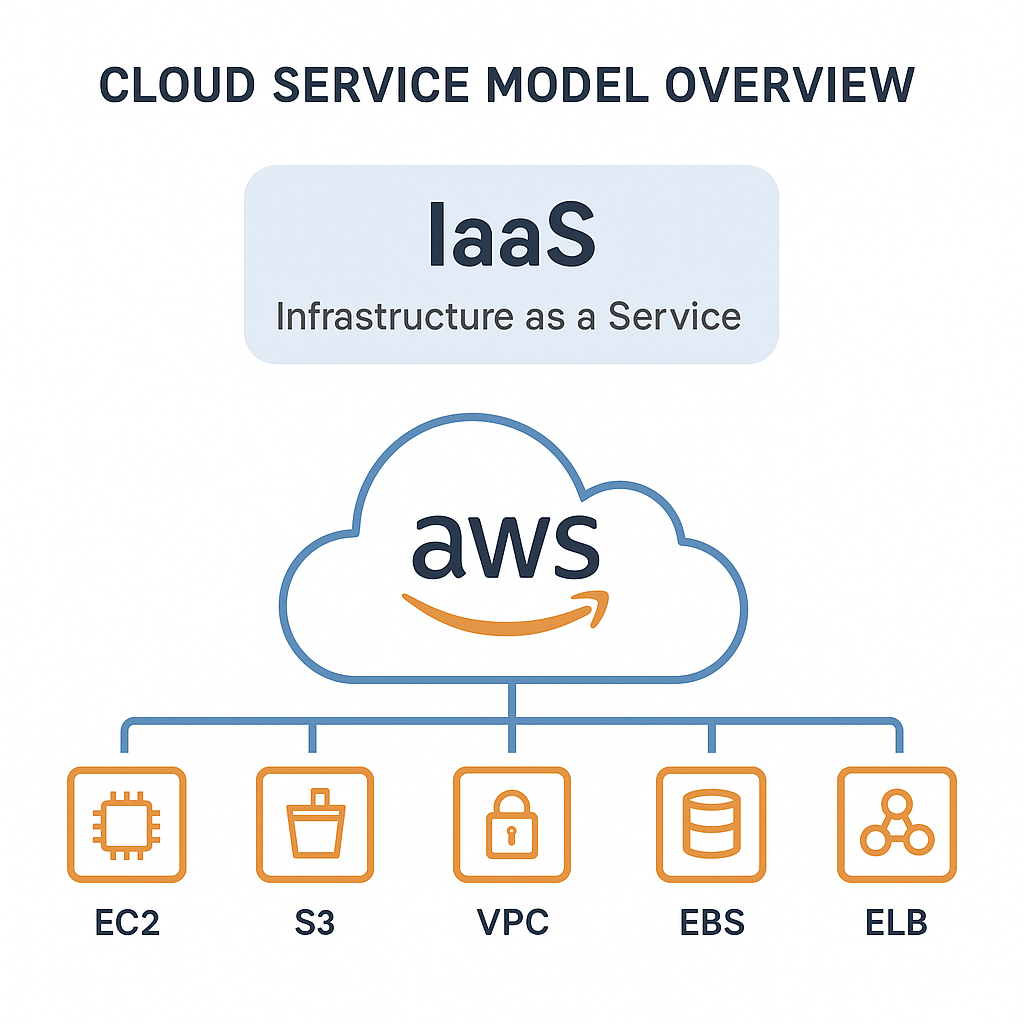 CLOUD SERVICE MODEL OVERVIEW
IaaS
Infrastructure as a Service
aws
EC2
S3
VPC
EBS
ELB